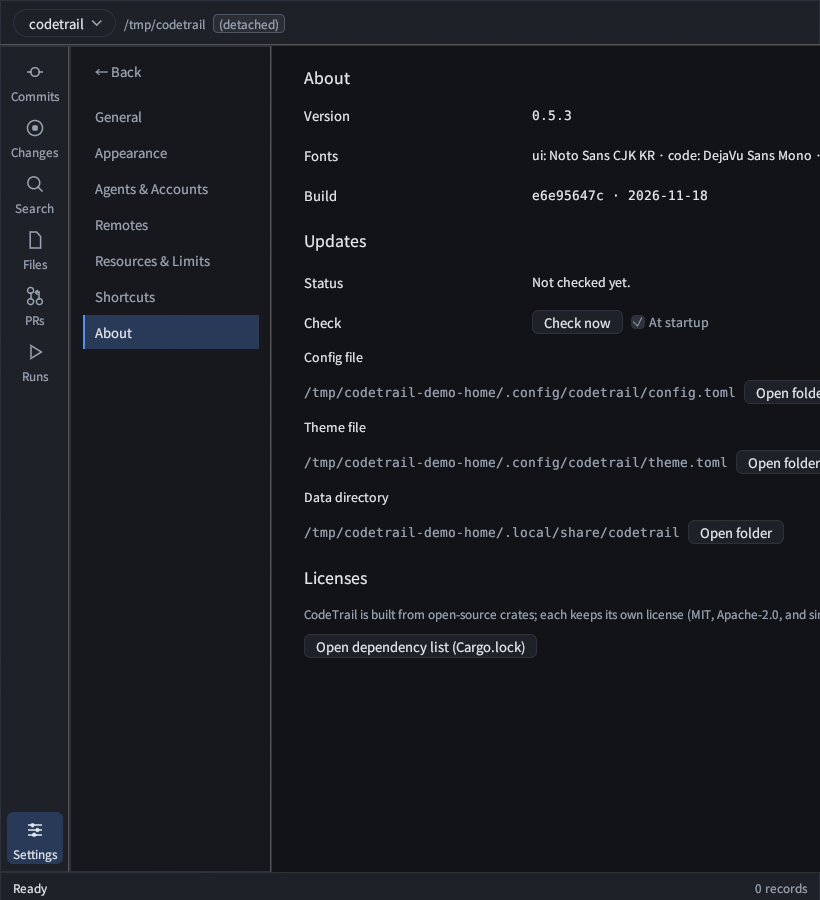 codetrail /tmp/codetrail (detached)
Commits
Changes
Search
Files
PRs
Runs
Settings
← Back
General
Appearance
Agents & Accounts
Remotes
Resources & Limits
Shortcuts
About
About
Version 0.5.3
Fonts ui: Noto Sans CJK KR · code: DejaVu Sans Mono ·
Build e6e95647c · 2026-11-18
Updates
Status Not checked yet.
Check Check now At startup
Config file
/tmp/codetrail-demo-home/.config/codetrail/config.toml Open folde
Theme file
/tmp/codetrail-demo-home/.config/codetrail/theme.toml Open folder
Data directory
/tmp/codetrail-demo-home/.local/share/codetrail Open folder
Licenses
CodeTrail is built from open-source crates; each keeps its own license (MIT, Apache-2.0, and
Open dependency list (Cargo.lock)
Ready 0 records